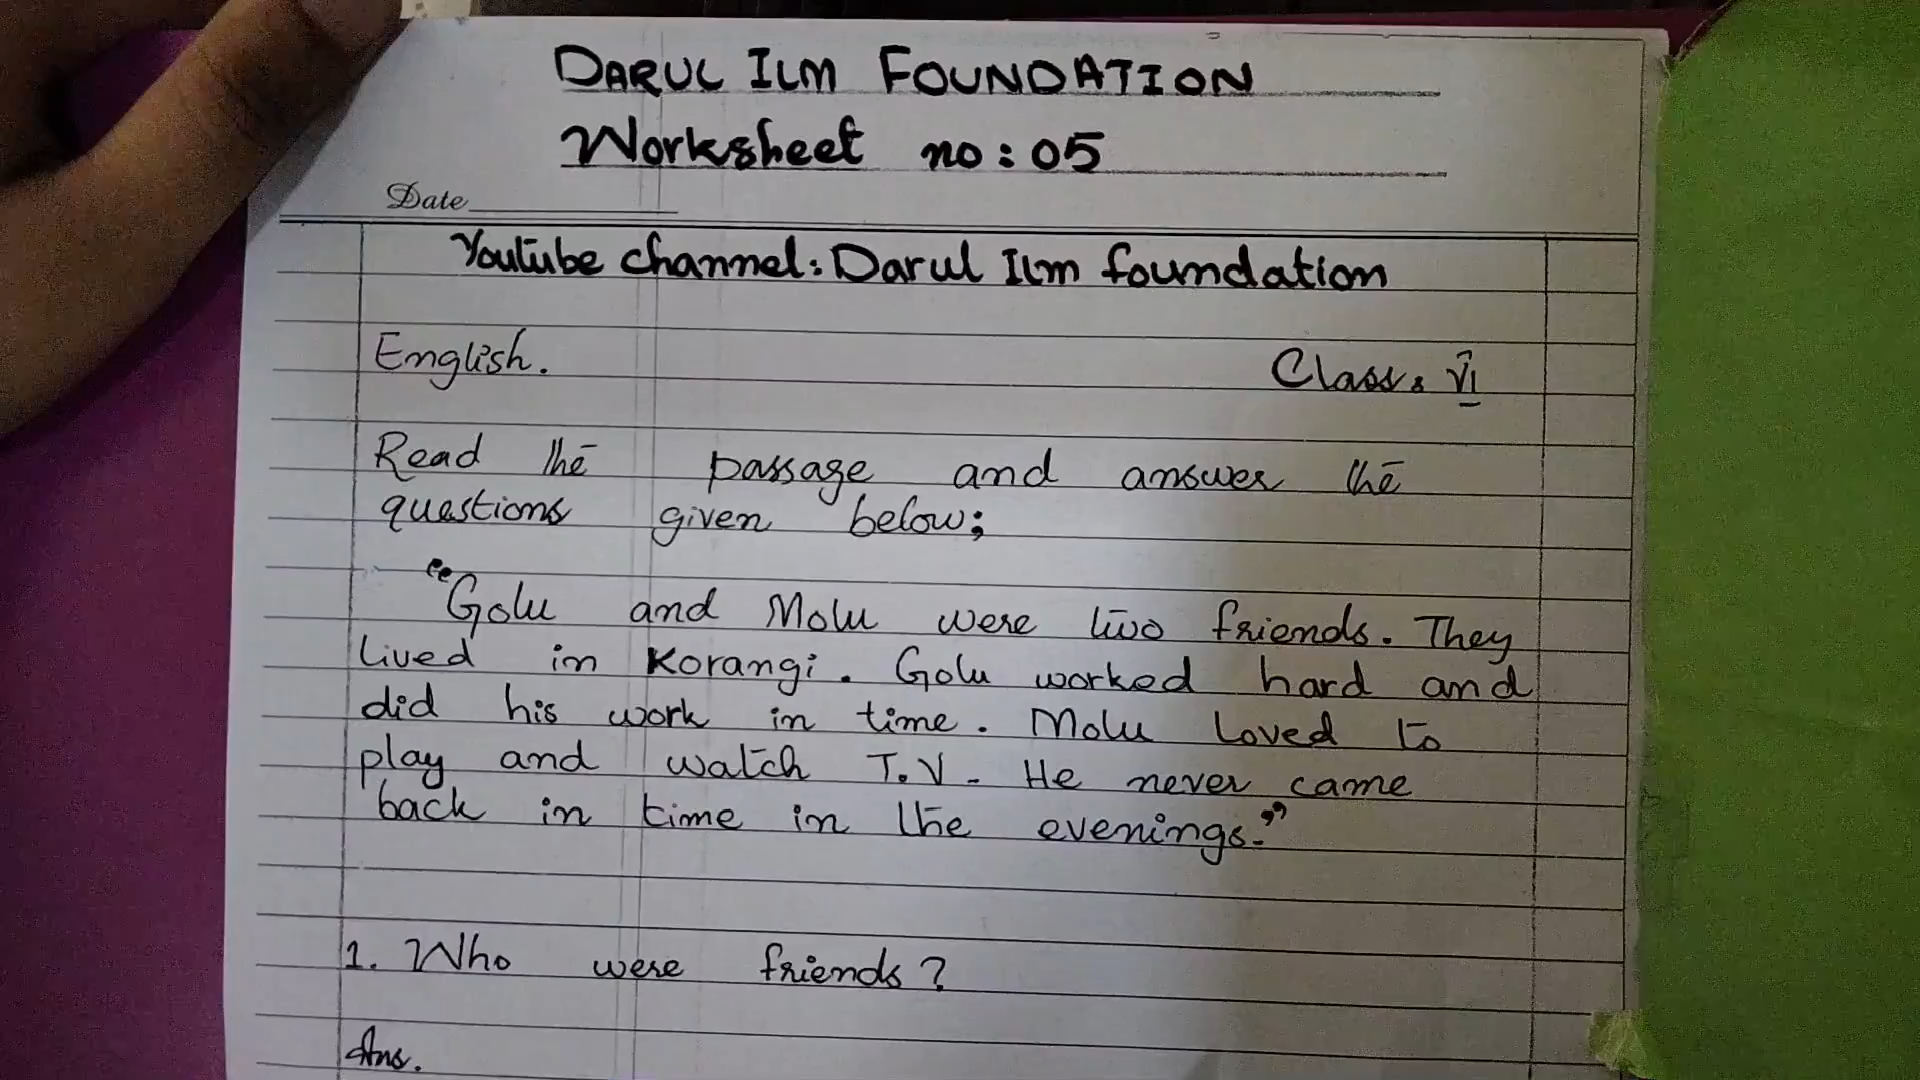 DARUL ILM FOUNDATION
Worksheet no: 05
Date
Youtube channel: Darul Ilm foundation
English.
Class: VI
Read the passage and answer the
questions given below;
"Golu and Molu were two friends. They
lived in Korangi. Golu worked hard and
did his work in time. Molu loved to
play and watch T.V. He never came
back in time in the evenings."
1. Who were friends?
Ans.